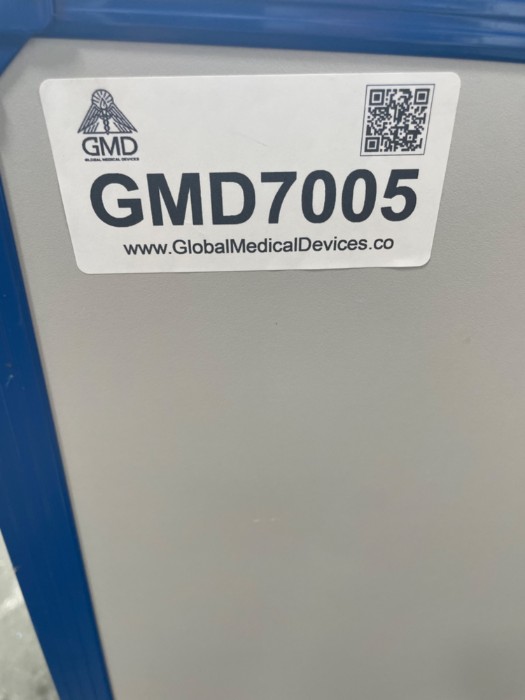 GMD
GLOBAL MEDICAL DEVICES
GMD7005
www.GlobalMedicalDevices.co